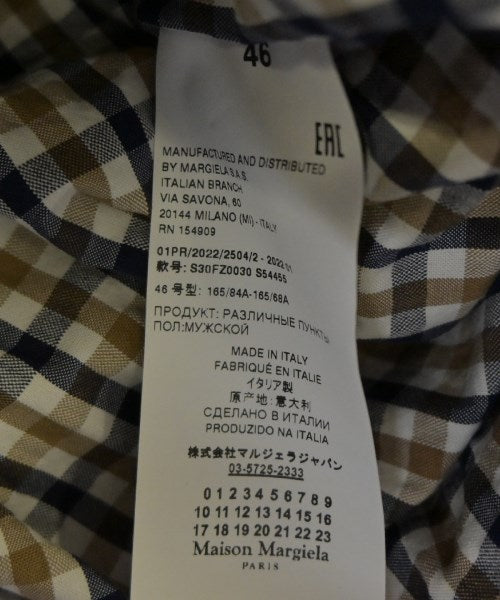 46
EAC
MANUFACTURED AND DISTRIBUTED
BY MARGIELA S.A.S.
ITALIAN BRANCH
VIA SAVONA, 60
20144 MILANO (MI) - ITALY
RN 154909
01PR/2022/2504/2 - 2022.01
款号: S30FZ0030 S54455
46 号型: 165/84A-165/68A
ПРОДУКТ: РАЗЛИЧНЫЕ ПУНКТЫ
ПОЛ:МУЖСКОЙ
MADE IN ITALY
FABRIQUÉ EN ITALIE
イタリア製
原产地: 意大利
СДЕЛАНО В ИТАЛИИ
PRODUZIDO NA ITALIA
株式会社マルジェラジャパン
03-5725-2333
0 1 2 3 4 5 6 7 8 9
10 11 12 13 14 15 16
17 18 19 20 21 22 23
Maison Margiela
PARIS